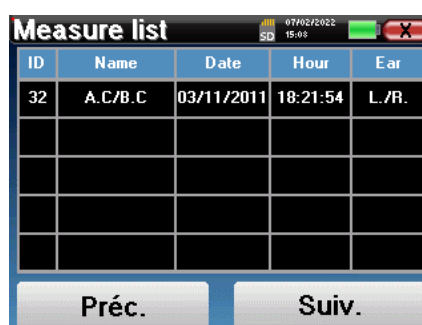 Measure list SD 07/02/2022 15:08 X
ID Name Date Hour Ear
32 A.C/B.C 03/11/2011 18:21:54 L./R.
Préc. Suiv.